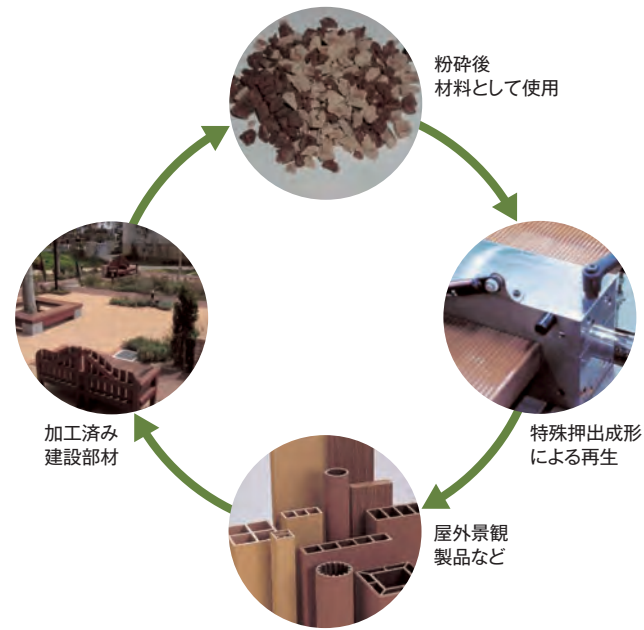 粉砕後
材料として使用
特殊押出成形
による再生
屋外景観
製品など
加工済み
建設部材